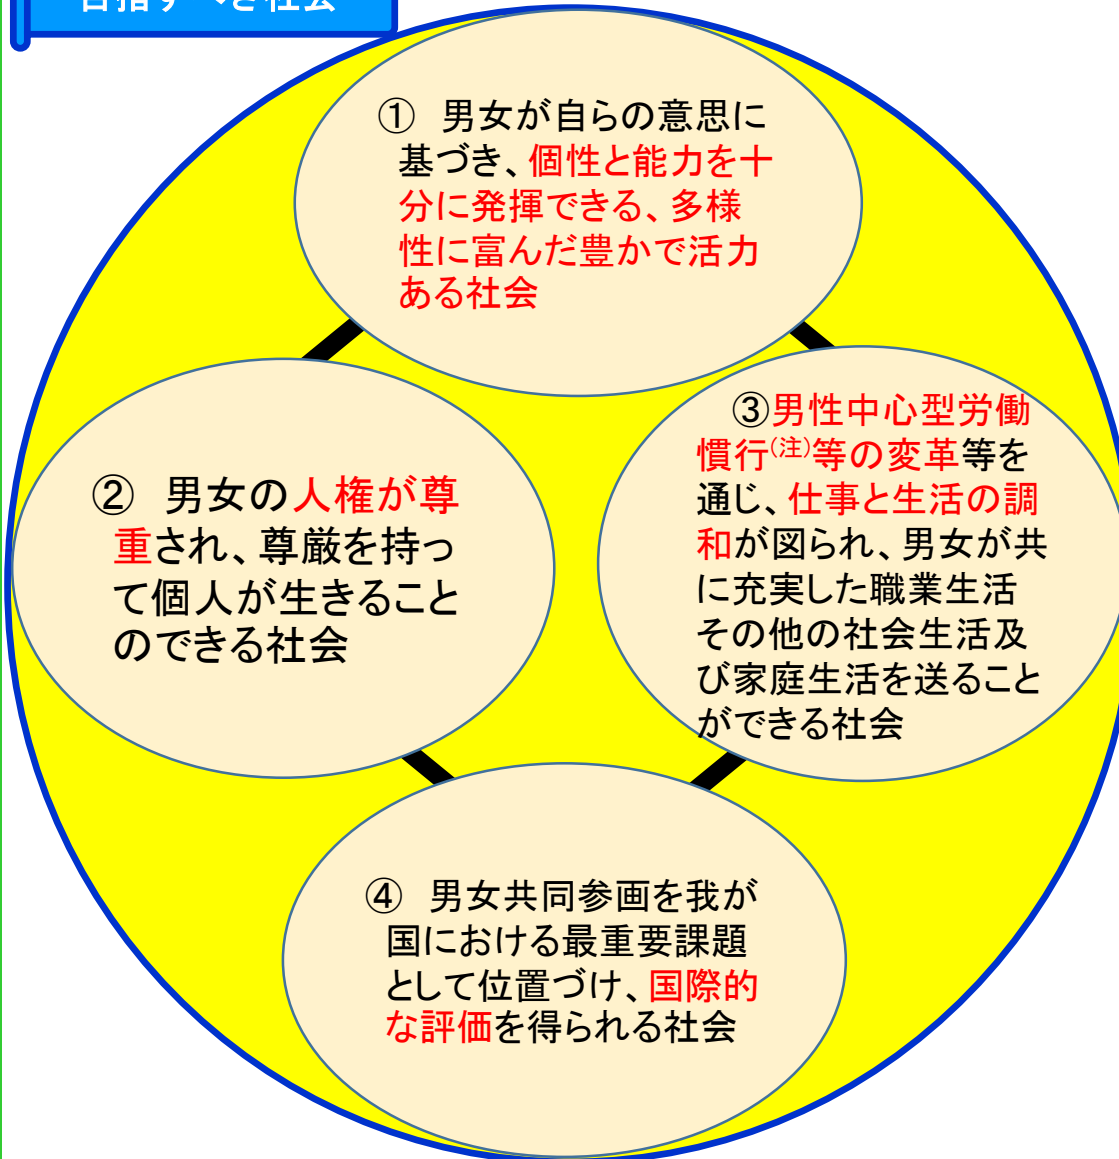 目指すべき社会
① 男女が自らの意思に
基づき、個性と能力を十
分に発揮できる、多様
性に富んだ豊かで活力
ある社会
② 男女の人権が尊
重され、尊厳を持っ
て個人が生きること
のできる社会
③男性中心型労働
慣行(注)等の変革等を
通じ、仕事と生活の調
和が図られ、男女が共
に充実した職業生活
その他の社会生活及
び家庭生活を送ること
ができる社会
④ 男女共同参画を我が
国における最重要課題
として位置づけ、国際的
な評価を得られる社会